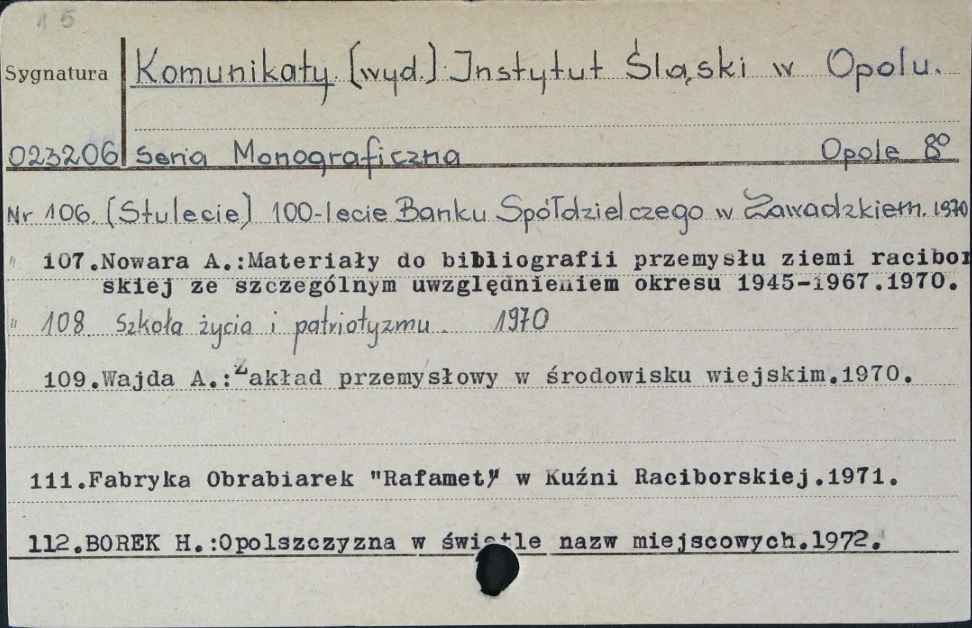 15
Sygnatura Komunikaty. (wyd.) Instytut Śląski w Opolu.
023206 Seria Monograficzna Opole 8°
Nr 106. (Stulecie) 100-lecie Banku Spółdzielczego w Zawadzkiem. 1970
" 107.Nowara A.:Materiały do bibliografii przemysłu ziemi racibor
skiej ze szczególnym uwzględnieniem okresu 1945-1967.1970.
" 108. Szkoła życia i patriotyzmu. 1970
109.Wajda A.:Zakład przemysłowy w środowisku wiejskim.1970.
111.Fabryka Obrabiarek "Rafamet" w Kuźni Raciborskiej.1971.
112.BOREK H.:Opolszczyzna w świetle nazw miejscowych.1972.